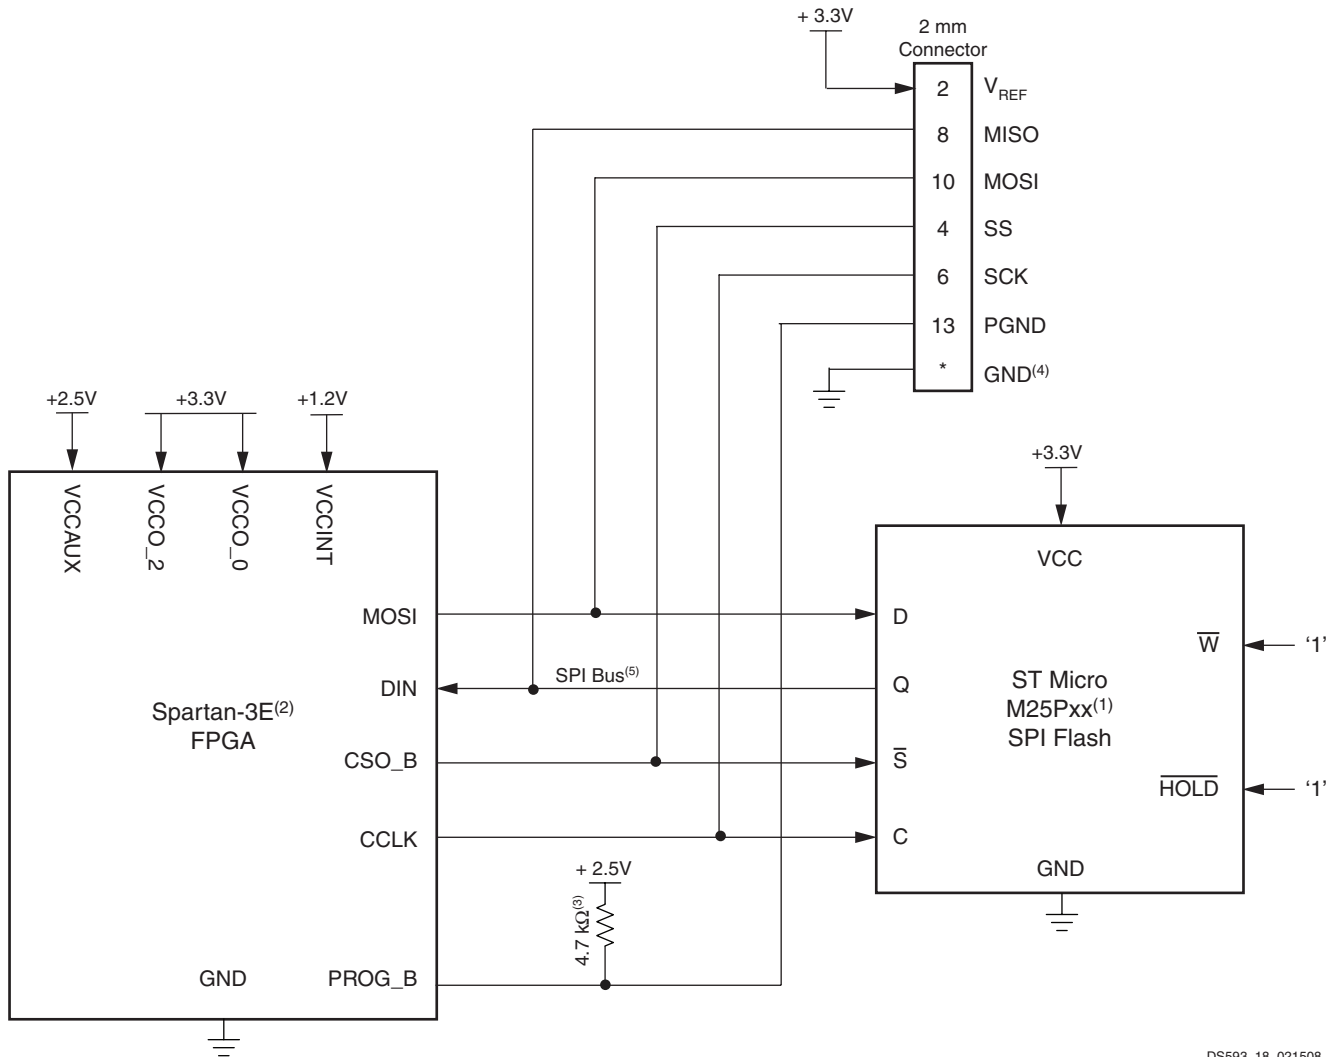 + 3.3V
2 mm
Connector
2 VREF
8 MISO
10 MOSI
4 SS
6 SCK
13 PGND
* GND(4)
+2.5V +3.3V +1.2V
VCCAUX
VCCO_2
VCCO_0
VCCINT
+3.3V
VCC
MOSI
D
W
'1'
DIN
SPI Bus(5)
Q
Spartan-3E(2)
FPGA
ST Micro
M25Pxx(1)
SPI Flash
CSO_B
S
HOLD
'1'
CCLK
C
+ 2.5V
GND
4.7 kΩ(3)
GND
PROG_B
DS593_18_021508